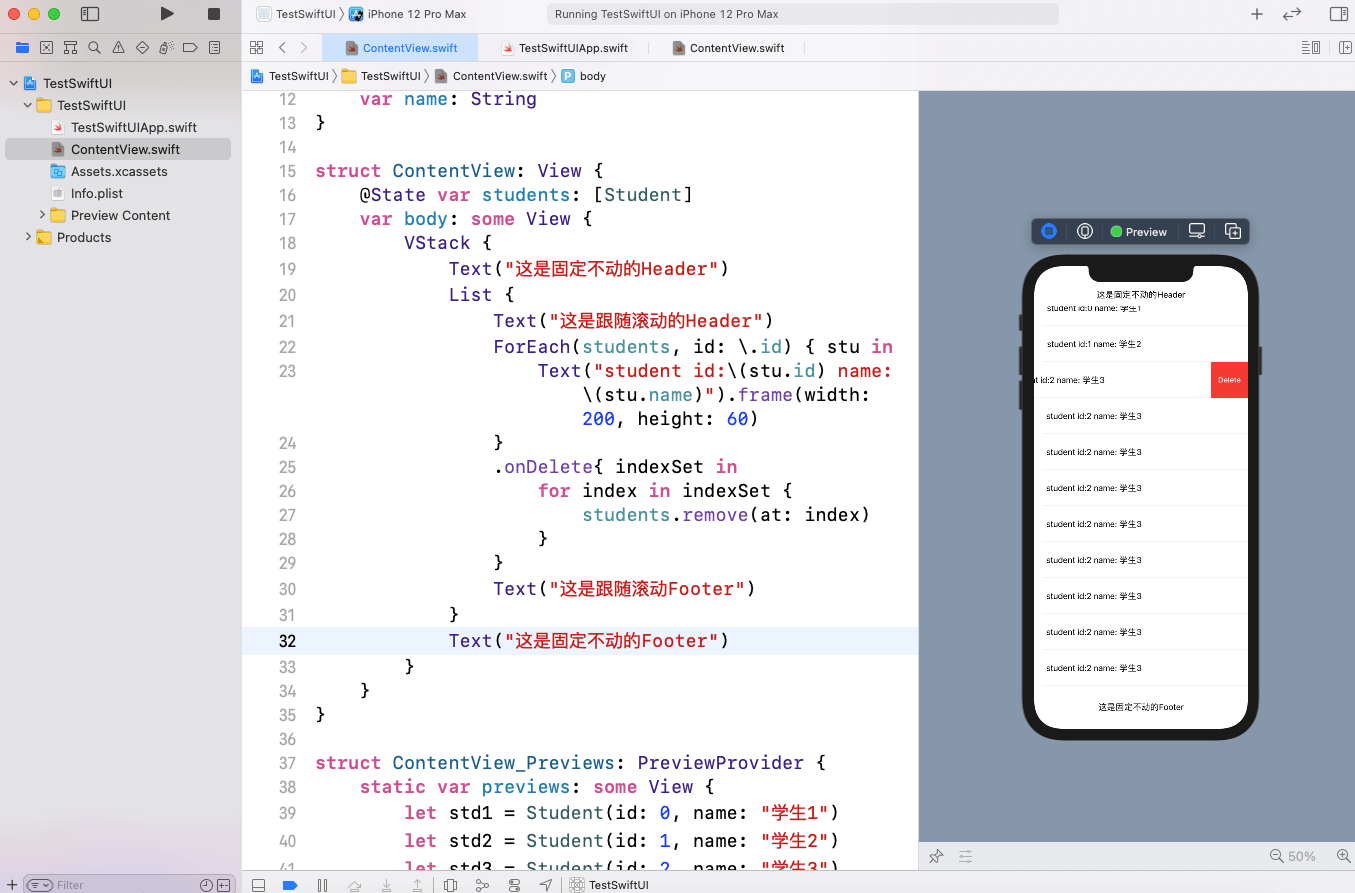 TestSwiftUI 〉 iPhone 12 Pro Max
Running TestSwiftUI on iPhone 12 Pro Max
ContentView.swift
TestSwiftUIApp.swift
ContentView.swift
TestSwiftUI 〉 TestSwiftUI 〉 ContentView.swift 〉 P body
TestSwiftUI
TestSwiftUI
TestSwiftUIApp.swift
ContentView.swift
Assets.xcassets
Info.plist
Preview Content
Products
Filter
12 var name: String
13 }
14
15 struct ContentView: View {
16 @State var students: [Student]
17 var body: some View {
18 VStack {
19 Text("这是固定不动的Header")
20 List {
21 Text("这是跟随滚动的Header")
22 ForEach(students, id: \.id) { stu in
23 Text("student id:\(stu.id) name:
\(stu.name)").frame(width:
200, height: 60)
24 }
25 .onDelete{ indexSet in
26 for index in indexSet {
27 students.remove(at: index)
28 }
29 }
30 Text("这是跟随滚动Footer")
31 }
32 Text("这是固定不动的Footer")
33 }
34 }
35 }
36
37 struct ContentView_Previews: PreviewProvider {
38 static var previews: some View {
39 let std1 = Student(id: 0, name: "学生1")
40 let std2 = Student(id: 1, name: "学生2")
41 let std3 = Student(id: 2, name: "学生3")
Preview
这是固定不动的Header
student id:0 name: 学生1
student id:1 name: 学生2
t id:2 name: 学生3 Delete
student id:2 name: 学生3
student id:2 name: 学生3
student id:2 name: 学生3
student id:2 name: 学生3
student id:2 name: 学生3
student id:2 name: 学生3
student id:2 name: 学生3
student id:2 name: 学生3
这是固定不动的Footer
50%
TestSwiftUI